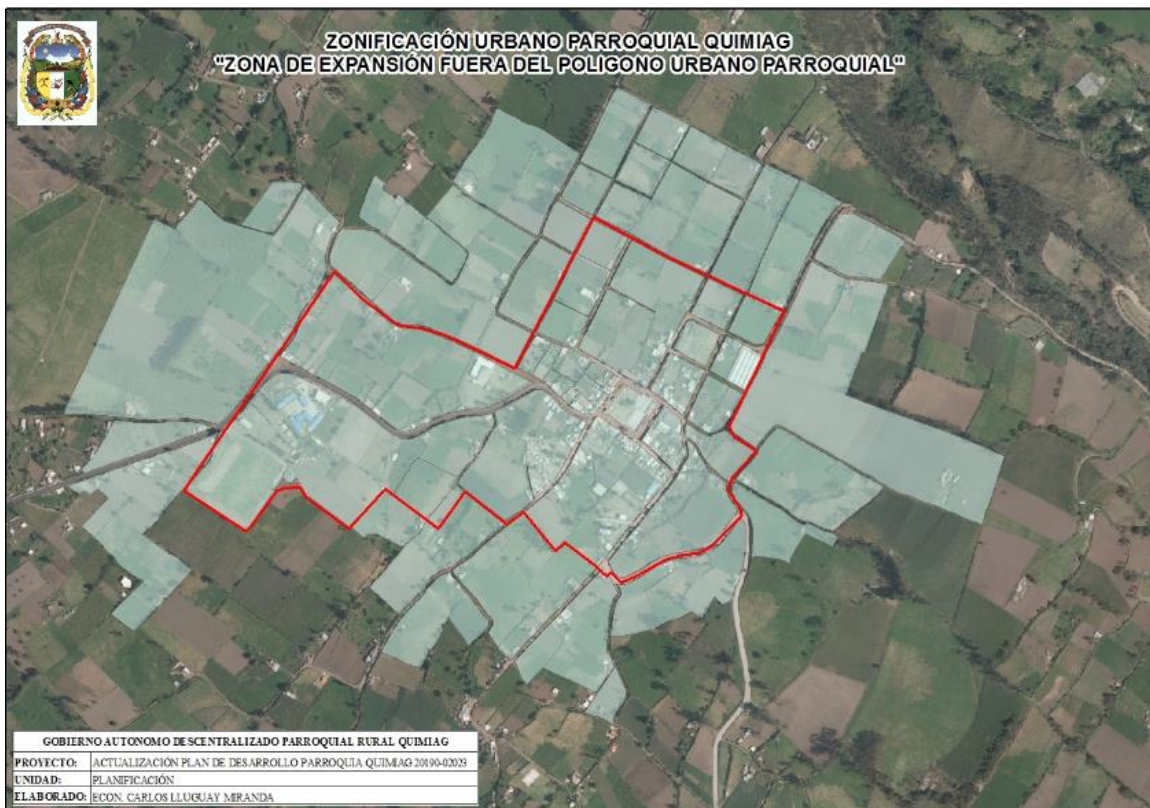 ZONIFICACIÓN URBANO PARROQUIAL QUIMIAG
"ZONA DE EXPANSIÓN FUERA DEL POLIGONO URBANO PARROQUIAL"
GOBIERNO AUTONOMO DESCENTRALIZADO PARROQUIAL RURAL QUIMIAG
PROYECTO: ACTUALIZACIÓN PLAN DE DESARROLLO PARROQUIA QUIMIAG 20190-02023
UNIDAD: PLANIFICACIÓN
ELABORADO: ECON. CARLOS LLUGUAY MIRANDA